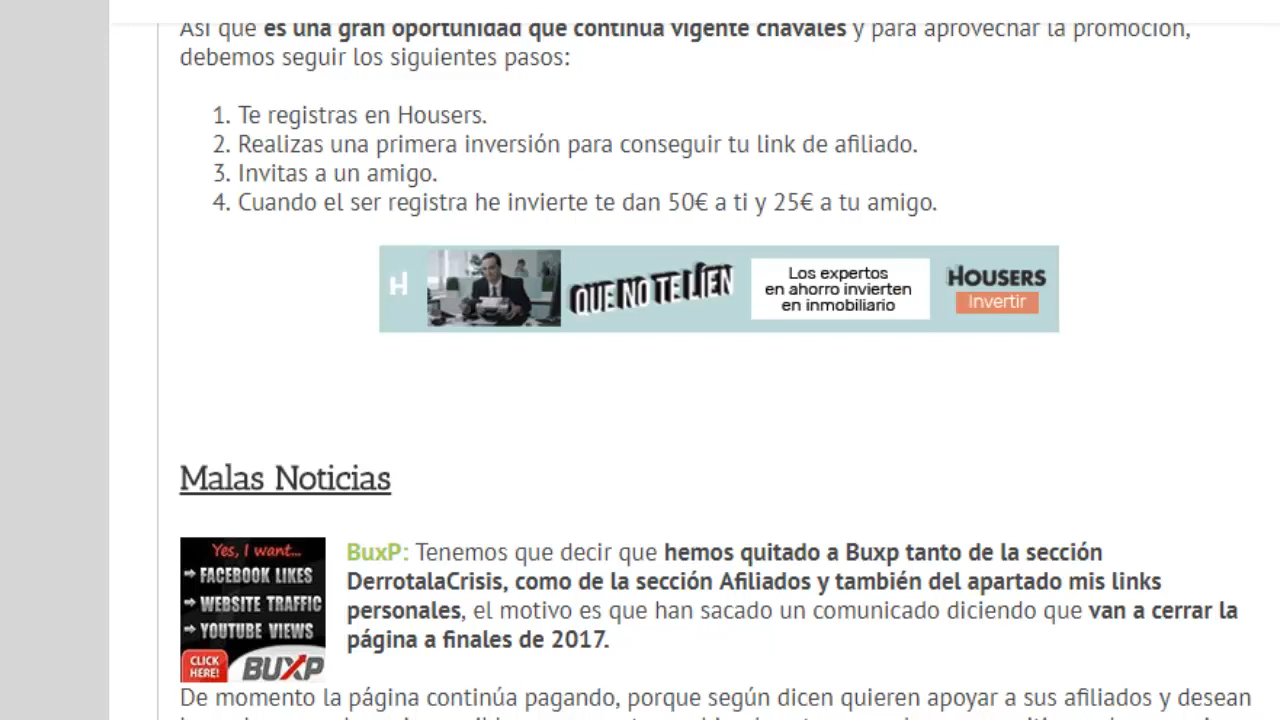 Así que es una gran oportunidad que continúa vigente chavales y para aprovechar la promoción,
debemos seguir los siguientes pasos:
1. Te registras en Housers.
2. Realizas una primera inversión para conseguir tu link de afiliado.
3. Invitas a un amigo.
4. Cuando el ser registra he invierte te dan 50€ a ti y 25€ a tu amigo.
H
QUE NO TE LÍEN
Los expertos
en ahorro invierten
en inmobiliario
HOUSERS
Invertir
Malas Noticias
Yes, I want...
FACEBOOK LIKES
WEBSITE TRAFFIC
YOUTUBE VIEWS
CLICK
HERE!
BUXP
BuxP: Tenemos que decir que hemos quitado a Buxp tanto de la sección
DerrotalaCrisis, como de la sección Afiliados y también del apartado mis links
personales, el motivo es que han sacado un comunicado diciendo que van a cerrar la
página a finales de 2017.
De momento la página continúa pagando, porque según dicen quieren apoyar a sus afiliados y desean